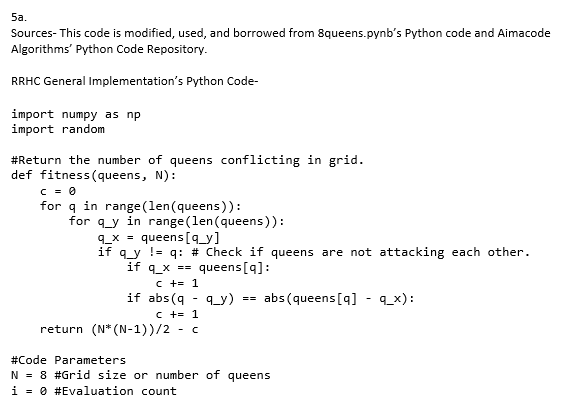 5a.
Sources- This code is modified, used, and borrowed from 8queens.pynb's Python code and Aimacode
Algorithms' Python Code Repository.
RRHC General Implementation's Python Code-
import numpy as np
import random
#Return the number of queens conflicting in grid.
def fitness(queens, N):
    c = 0
    for q in range(len(queens)):
        for q_y in range(len(queens)):
            q_x = queens[q_y]
            if q_y != q: # Check if queens are not attacking each other.
                if q_x == queens[q]:
                    c += 1
                if abs(q - q_y) == abs(queens[q] - q_x):
                    c += 1
    return (N*(N-1))/2 - c
#Code Parameters
N = 8 #Grid size or number of queens
i = 0 #Evaluation count